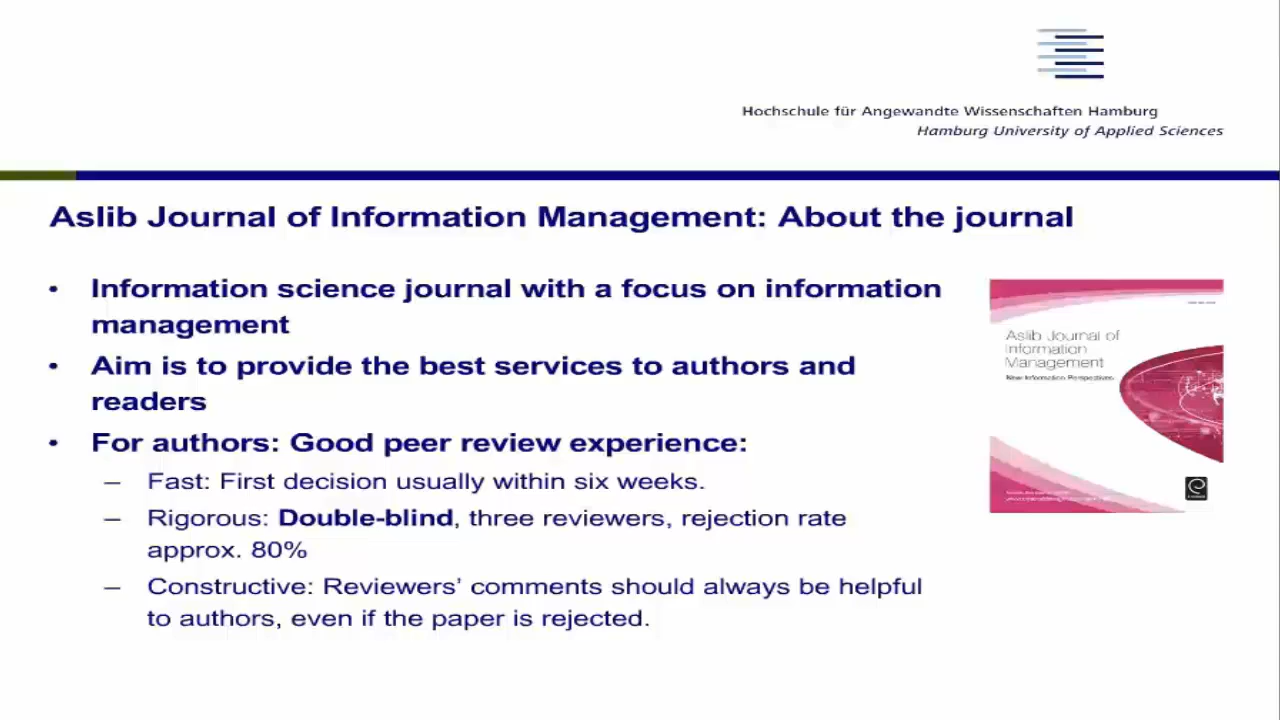 Hochschule für Angewandte Wissenschaften Hamburg
Hamburg University of Applied Sciences
Aslib Journal of Information Management: About the journal
• Information science journal with a focus on information
management
• Aim is to provide the best services to authors and
readers
• For authors: Good peer review experience:
– Fast: First decision usually within six weeks.
– Rigorous: Double-blind, three reviewers, rejection rate
approx. 80%
– Constructive: Reviewers’ comments should always be helpful
to authors, even if the paper is rejected.
Aslib Journal of
Information
Management
New Information Perspectives